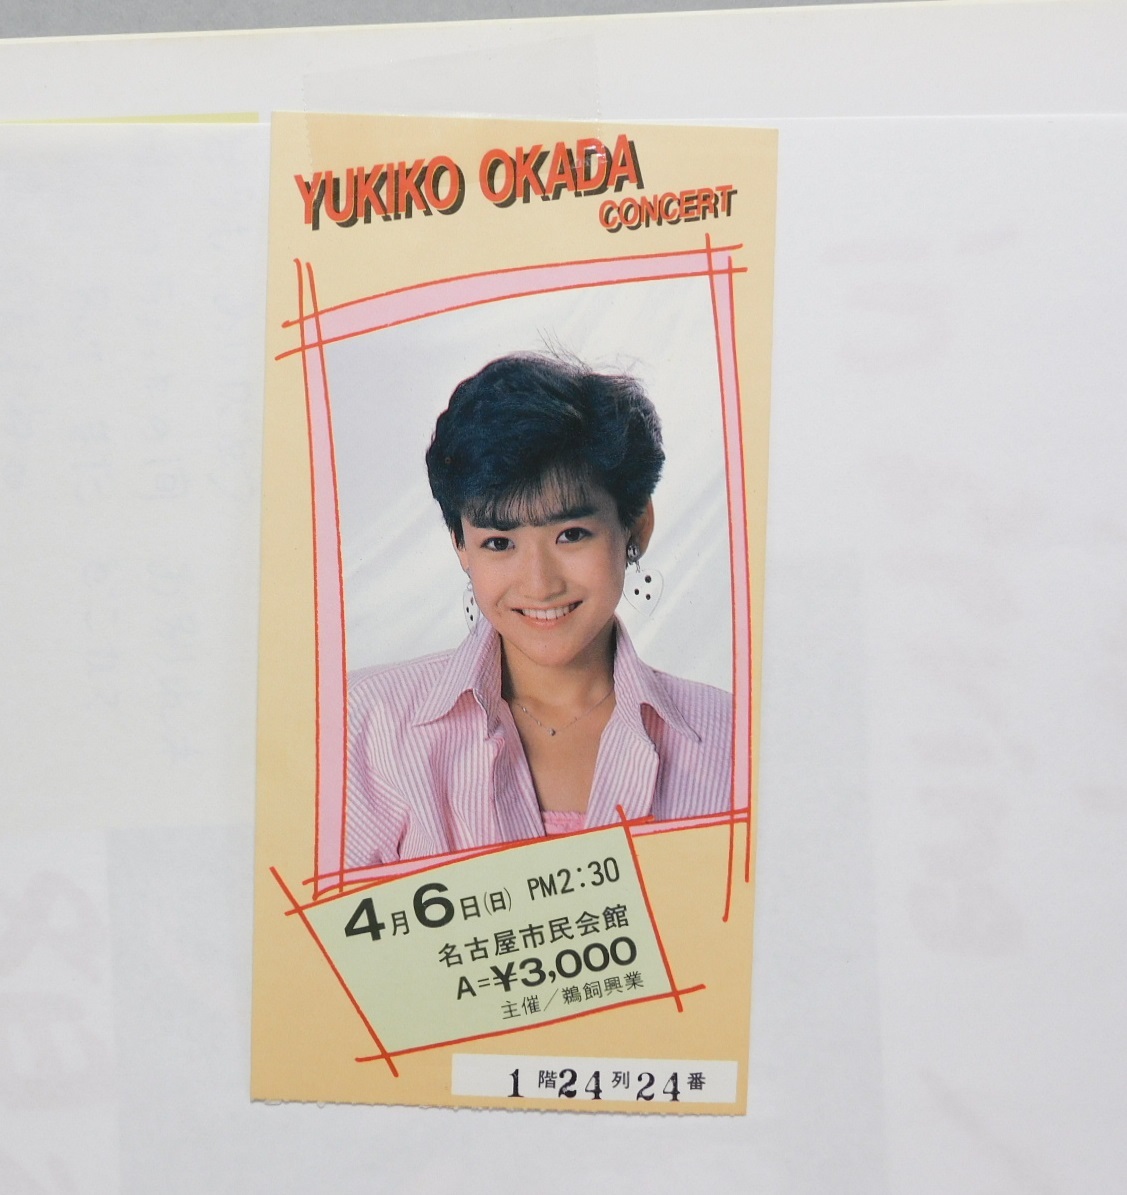 YUKIKO OKADA
CONCERT
4月6日(日) PM2:30
名古屋市民会館
A=¥3,000
主催/鵜飼興業
1階24列24番